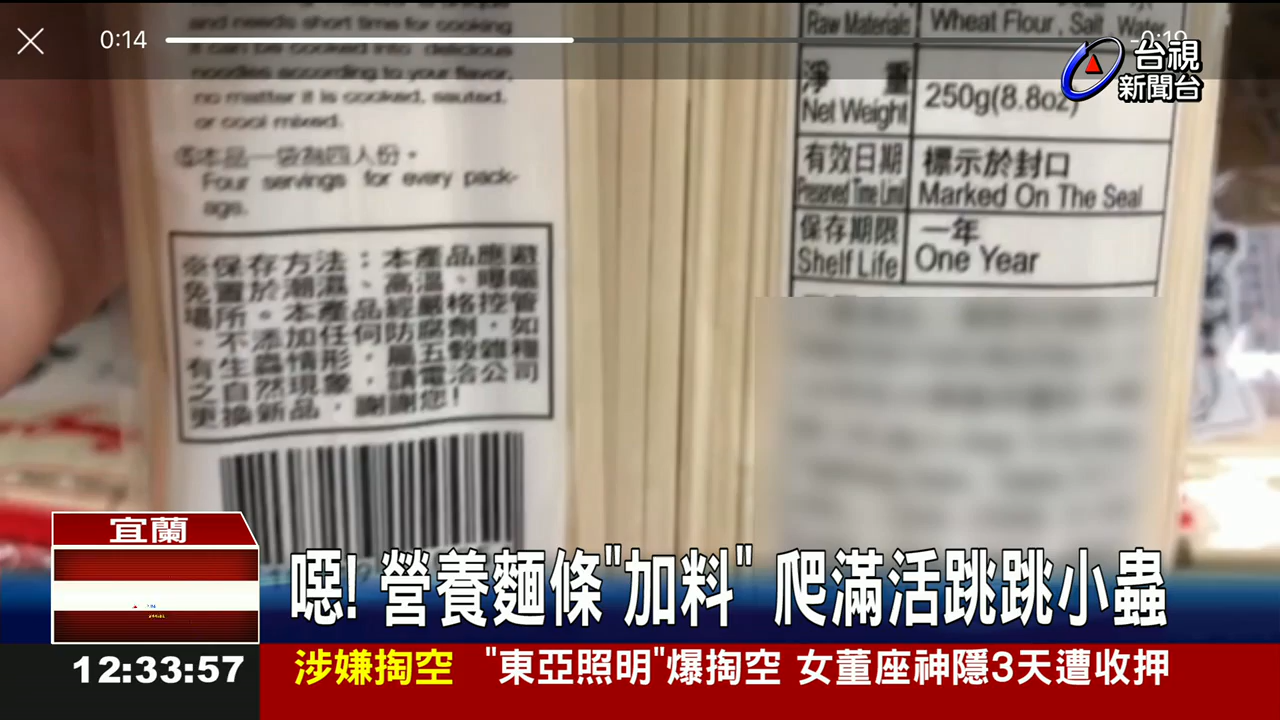 0:14
-0:19
台視
新聞台
and needs short time for cooking
it can be cooked into delicious
noodles according to your flavor,
no matter it is cooked, sauted.
or cool mixed.
⑤本品一袋為四人份。
Four servings for every pack-
age.
※保存方法：本產品應避
免置於潮濕、高溫、曝曬
場所。本產品經嚴格控管
，不添加任何防腐劑，如
有生蟲情形，屬五穀雜糧
之自然現象，請電洽公司
更換新品，謝謝您!
Raw Materials Wheat Flour, Salt, Water
淨重
Net Weight 250g(8.8oz)
有效日期 標示於封口
Preserved Time Limit Marked On The Seal
保存期限 一年
Shelf Life One Year
宜蘭
噁! 營養麵條"加料" 爬滿活跳跳小蟲
12:33:57
涉嫌掏空 "東亞照明"爆掏空 女董座神隱3天遭收押